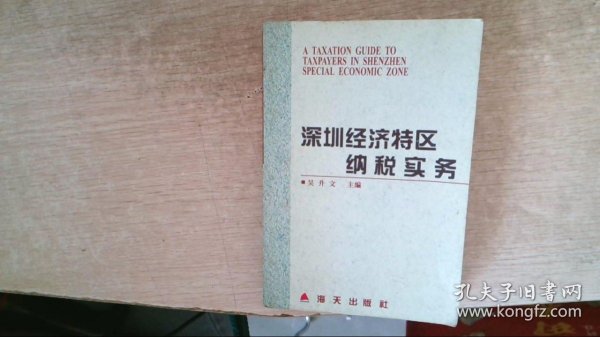 A TAXATION GUIDE TO
TAXPAYERS IN SHENZHEN
SPECIAL ECONOMIC ZONE
深圳经济特区
纳税实务
吴升文 主编
海天出版社
孔夫子旧书网
www.kongfz.com